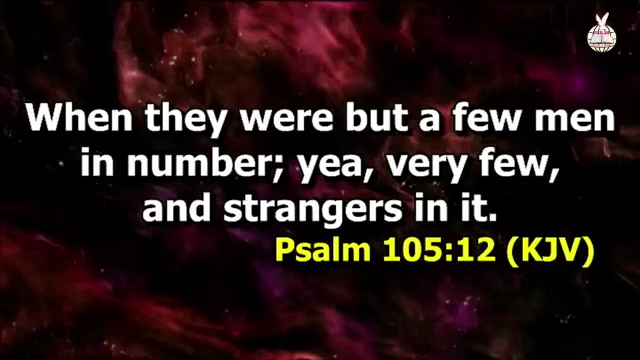 When they were but a few men
in number; yea, very few,
and strangers in it.
Psalm 105:12 (KJV)